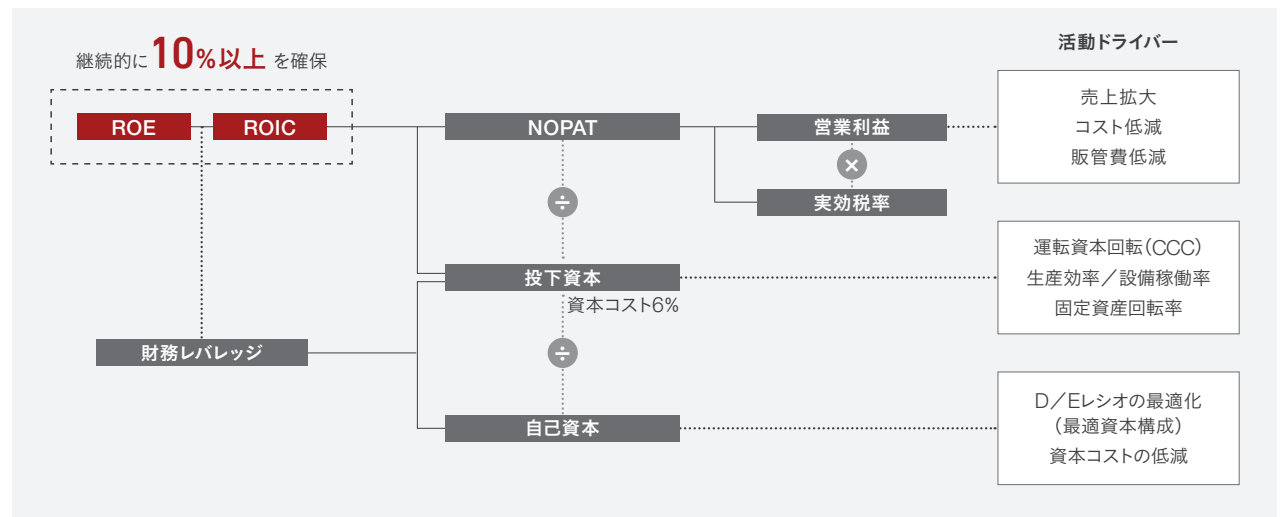 継続的に10%以上 を確保
活動ドライバー
ROE
ROIC
NOPAT
営業利益
×
実効税率
売上拡大
コスト低減
販管費低減
÷
投下資本
資本コスト6%
運転資本回転（CCC）
生産効率／設備稼働率
固定資産回転率
財務レバレッジ
÷
自己資本
D／Eレシオの最適化
（最適資本構成）
資本コストの低減